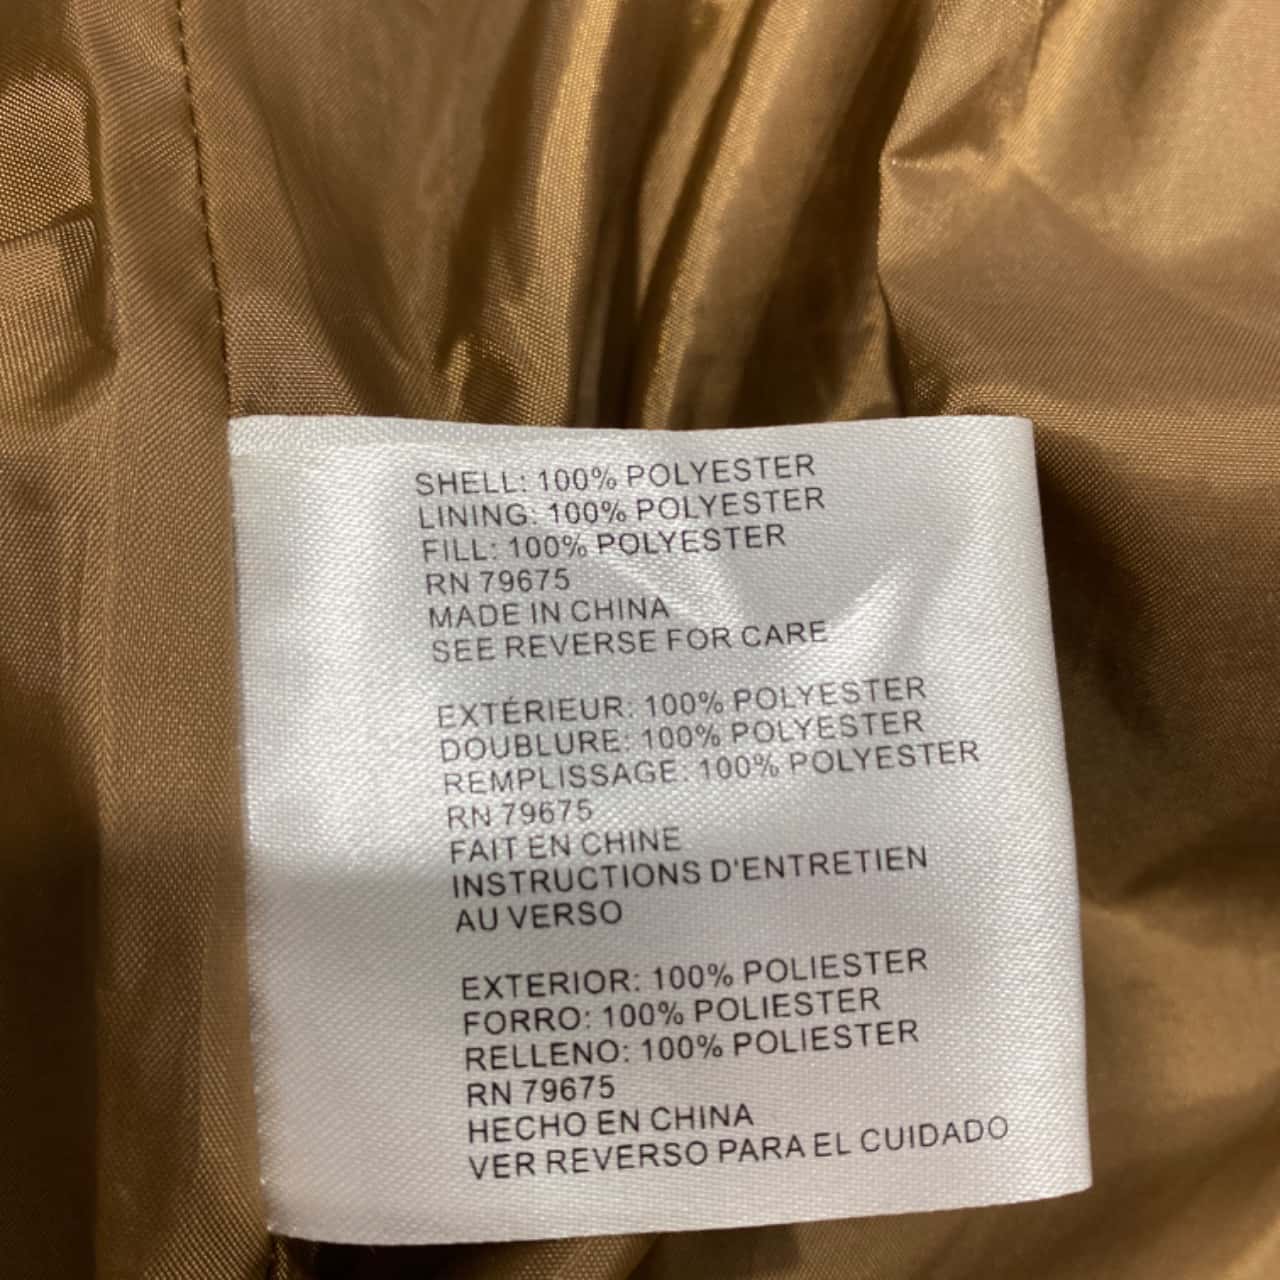 SHELL: 100% POLYESTER
LINING: 100% POLYESTER
FILL: 100% POLYESTER
RN 79675
MADE IN CHINA
SEE REVERSE FOR CARE
EXTÉRIEUR: 100% POLYESTER
DOUBLURE: 100% POLYESTER
REMPLISSAGE: 100% POLYESTER
RN 79675
FAIT EN CHINE
INSTRUCTIONS D'ENTRETIEN
AU VERSO
EXTERIOR: 100% POLIESTER
FORRO: 100% POLIESTER
RELLENO: 100% POLIESTER
RN 79675
HECHO EN CHINA
VER REVERSO PARA EL CUIDADO